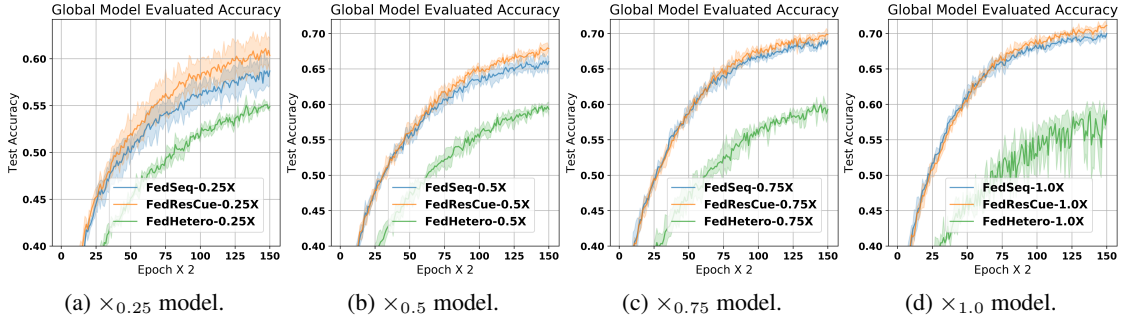 Global Model Evaluated Accuracy
Test Accuracy
0.60
0.55
0.50
0.45
0.40
FedSeq-0.25X
FedResCue-0.25X
FedHetero-0.25X
0 25 50 75 100 125 150
Epoch X 2
(a) ×0.25 model.
Global Model Evaluated Accuracy
Test Accuracy
0.70
0.65
0.60
0.55
0.50
0.45
0.40
FedSeq-0.5X
FedResCue-0.5X
FedHetero-0.5X
0 25 50 75 100 125 150
Epoch X 2
(b) ×0.5 model.
Global Model Evaluated Accuracy
Test Accuracy
0.70
0.65
0.60
0.55
0.50
0.45
0.40
FedSeq-0.75X
FedResCue-0.75X
FedHetero-0.75X
0 25 50 75 100 125 150
Epoch X 2
(c) ×0.75 model.
Global Model Evaluated Accuracy
Test Accuracy
0.70
0.65
0.60
0.55
0.50
0.45
0.40
FedSeq-1.0X
FedResCue-1.0X
FedHetero-1.0X
0 25 50 75 100 125 150
Epoch X 2
(d) ×1.0 model.